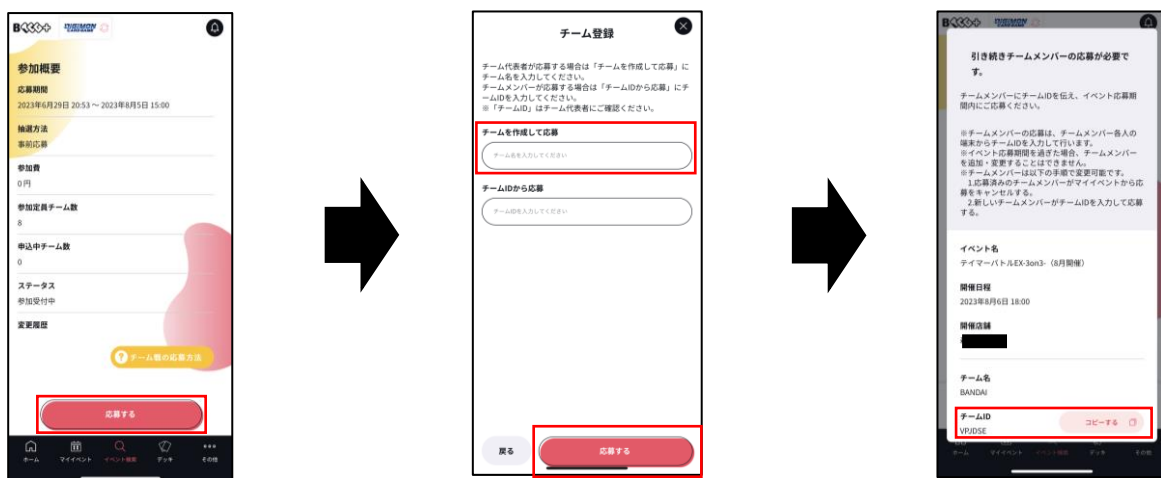 参加概要
応募期間
2023年6月29日 20:53 ～ 2023年8月5日 15:00
抽選方法
事前応募
参加費
0 円
参加定員チーム数
8
申込中チーム数
0
ステータス
参加受付中
変更履歴
? チーム戦の応募方法
応募する
ホーム マイイベント イベント検索 デッキ その他
チーム登録
チーム代表者が応募する場合は「チームを作成して応募」に
チーム名を入力してください。
チームメンバーが応募する場合は「チームIDから応募」にチ
ームIDを入力してください。
※「チームID」はチーム代表者にご確認ください。
チームを作成して応募
チーム名を入力してください
チームIDから応募
チームIDを入力してください
戻る 応募する
引き続きチームメンバーの応募が必要で
す。
チームメンバーにチームIDを伝え、イベント応募期
間内にご応募ください。
※チームメンバーの応募は、チームメンバー各人の
端末からチームIDを入力して行います。
※イベント応募期間を過ぎた場合、チームメンバー
を追加・変更することはできません。
※チームメンバーは以下の手順で変更可能です。
1.応募済みのチームメンバーがマイイベントから応
募をキャンセルする。
2.新しいチームメンバーがチームIDを入力して応募
する。
イベント名
テイマーバトルEX-3on3-（8月開催）
開催日程
2023年8月6日 18:00
開催店舗
チーム名
BANDAI
チームID
VPJDSE
コピーする
ホーム マイイベント イベント検索 デッキ その他